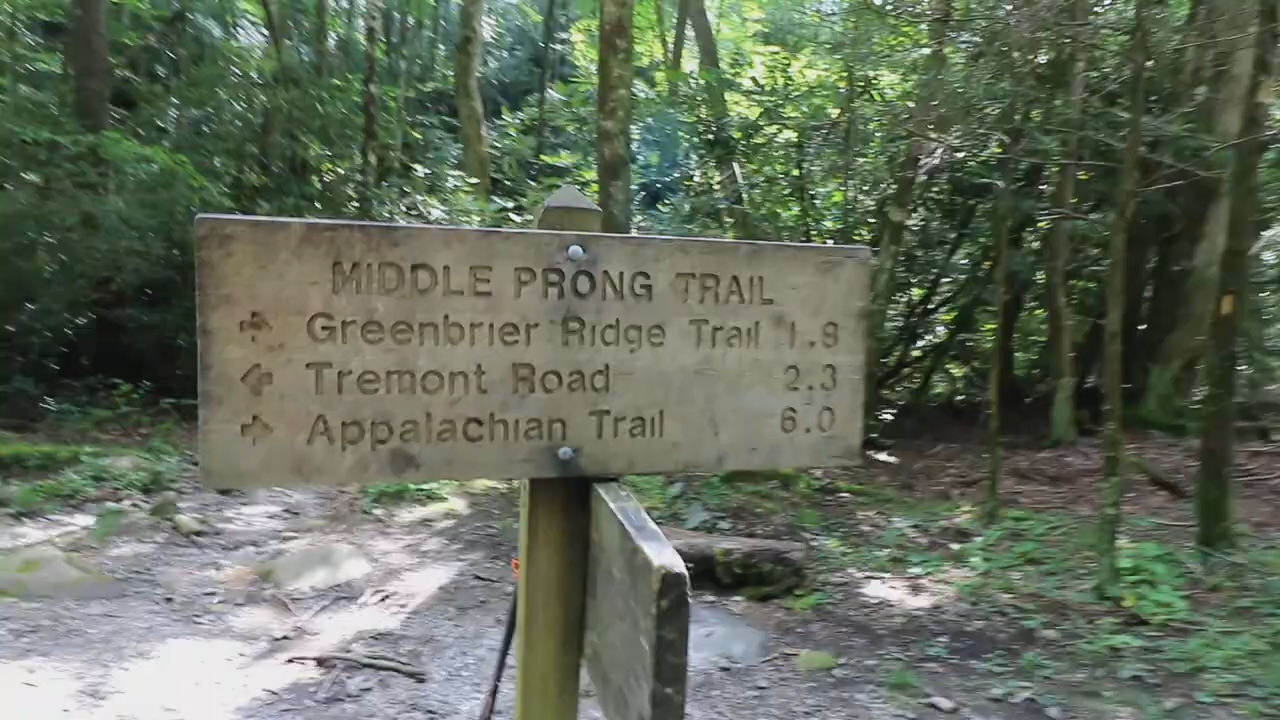 MIDDLE PRONG TRAIL
→ Greenbrier Ridge Trail 1.8
← Tremont Road 2.3
→ Appalachian Trail 6.0